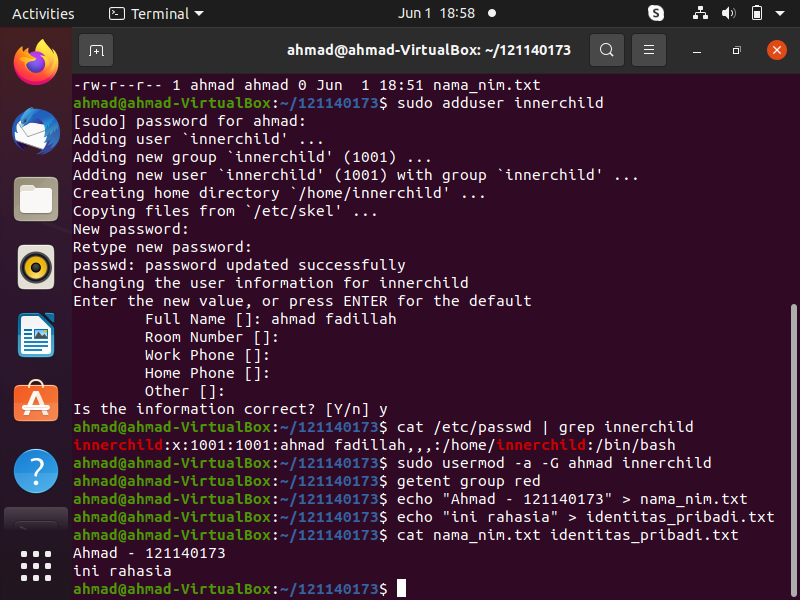 Activities
Terminal
Jun 1 18:58
ahmad@ahmad-VirtualBox: ~/121140173
-rw-r--r-- 1 ahmad ahmad 0 Jun  1 18:51 nama_nim.txt
ahmad@ahmad-VirtualBox:~/121140173$ sudo adduser innerchild
[sudo] password for ahmad:
Adding user `innerchild' ...
Adding new group `innerchild' (1001) ...
Adding new user `innerchild' (1001) with group `innerchild' ...
Creating home directory `/home/innerchild' ...
Copying files from `/etc/skel' ...
New password:
Retype new password:
passwd: password updated successfully
Changing the user information for innerchild
Enter the new value, or press ENTER for the default
        Full Name []: ahmad fadillah
        Room Number []:
        Work Phone []:
        Home Phone []:
        Other []:
Is the information correct? [Y/n] y
ahmad@ahmad-VirtualBox:~/121140173$ cat /etc/passwd | grep innerchild
innerchild:x:1001:1001:ahmad fadillah,,,:/home/innerchild:/bin/bash
ahmad@ahmad-VirtualBox:~/121140173$ sudo usermod -a -G ahmad innerchild
ahmad@ahmad-VirtualBox:~/121140173$ getent group red
ahmad@ahmad-VirtualBox:~/121140173$ echo "Ahmad - 121140173" > nama_nim.txt
ahmad@ahmad-VirtualBox:~/121140173$ echo "ini rahasia" > identitas_pribadi.txt
ahmad@ahmad-VirtualBox:~/121140173$ cat nama_nim.txt identitas_pribadi.txt
Ahmad - 121140173
ini rahasia
ahmad@ahmad-VirtualBox:~/121140173$